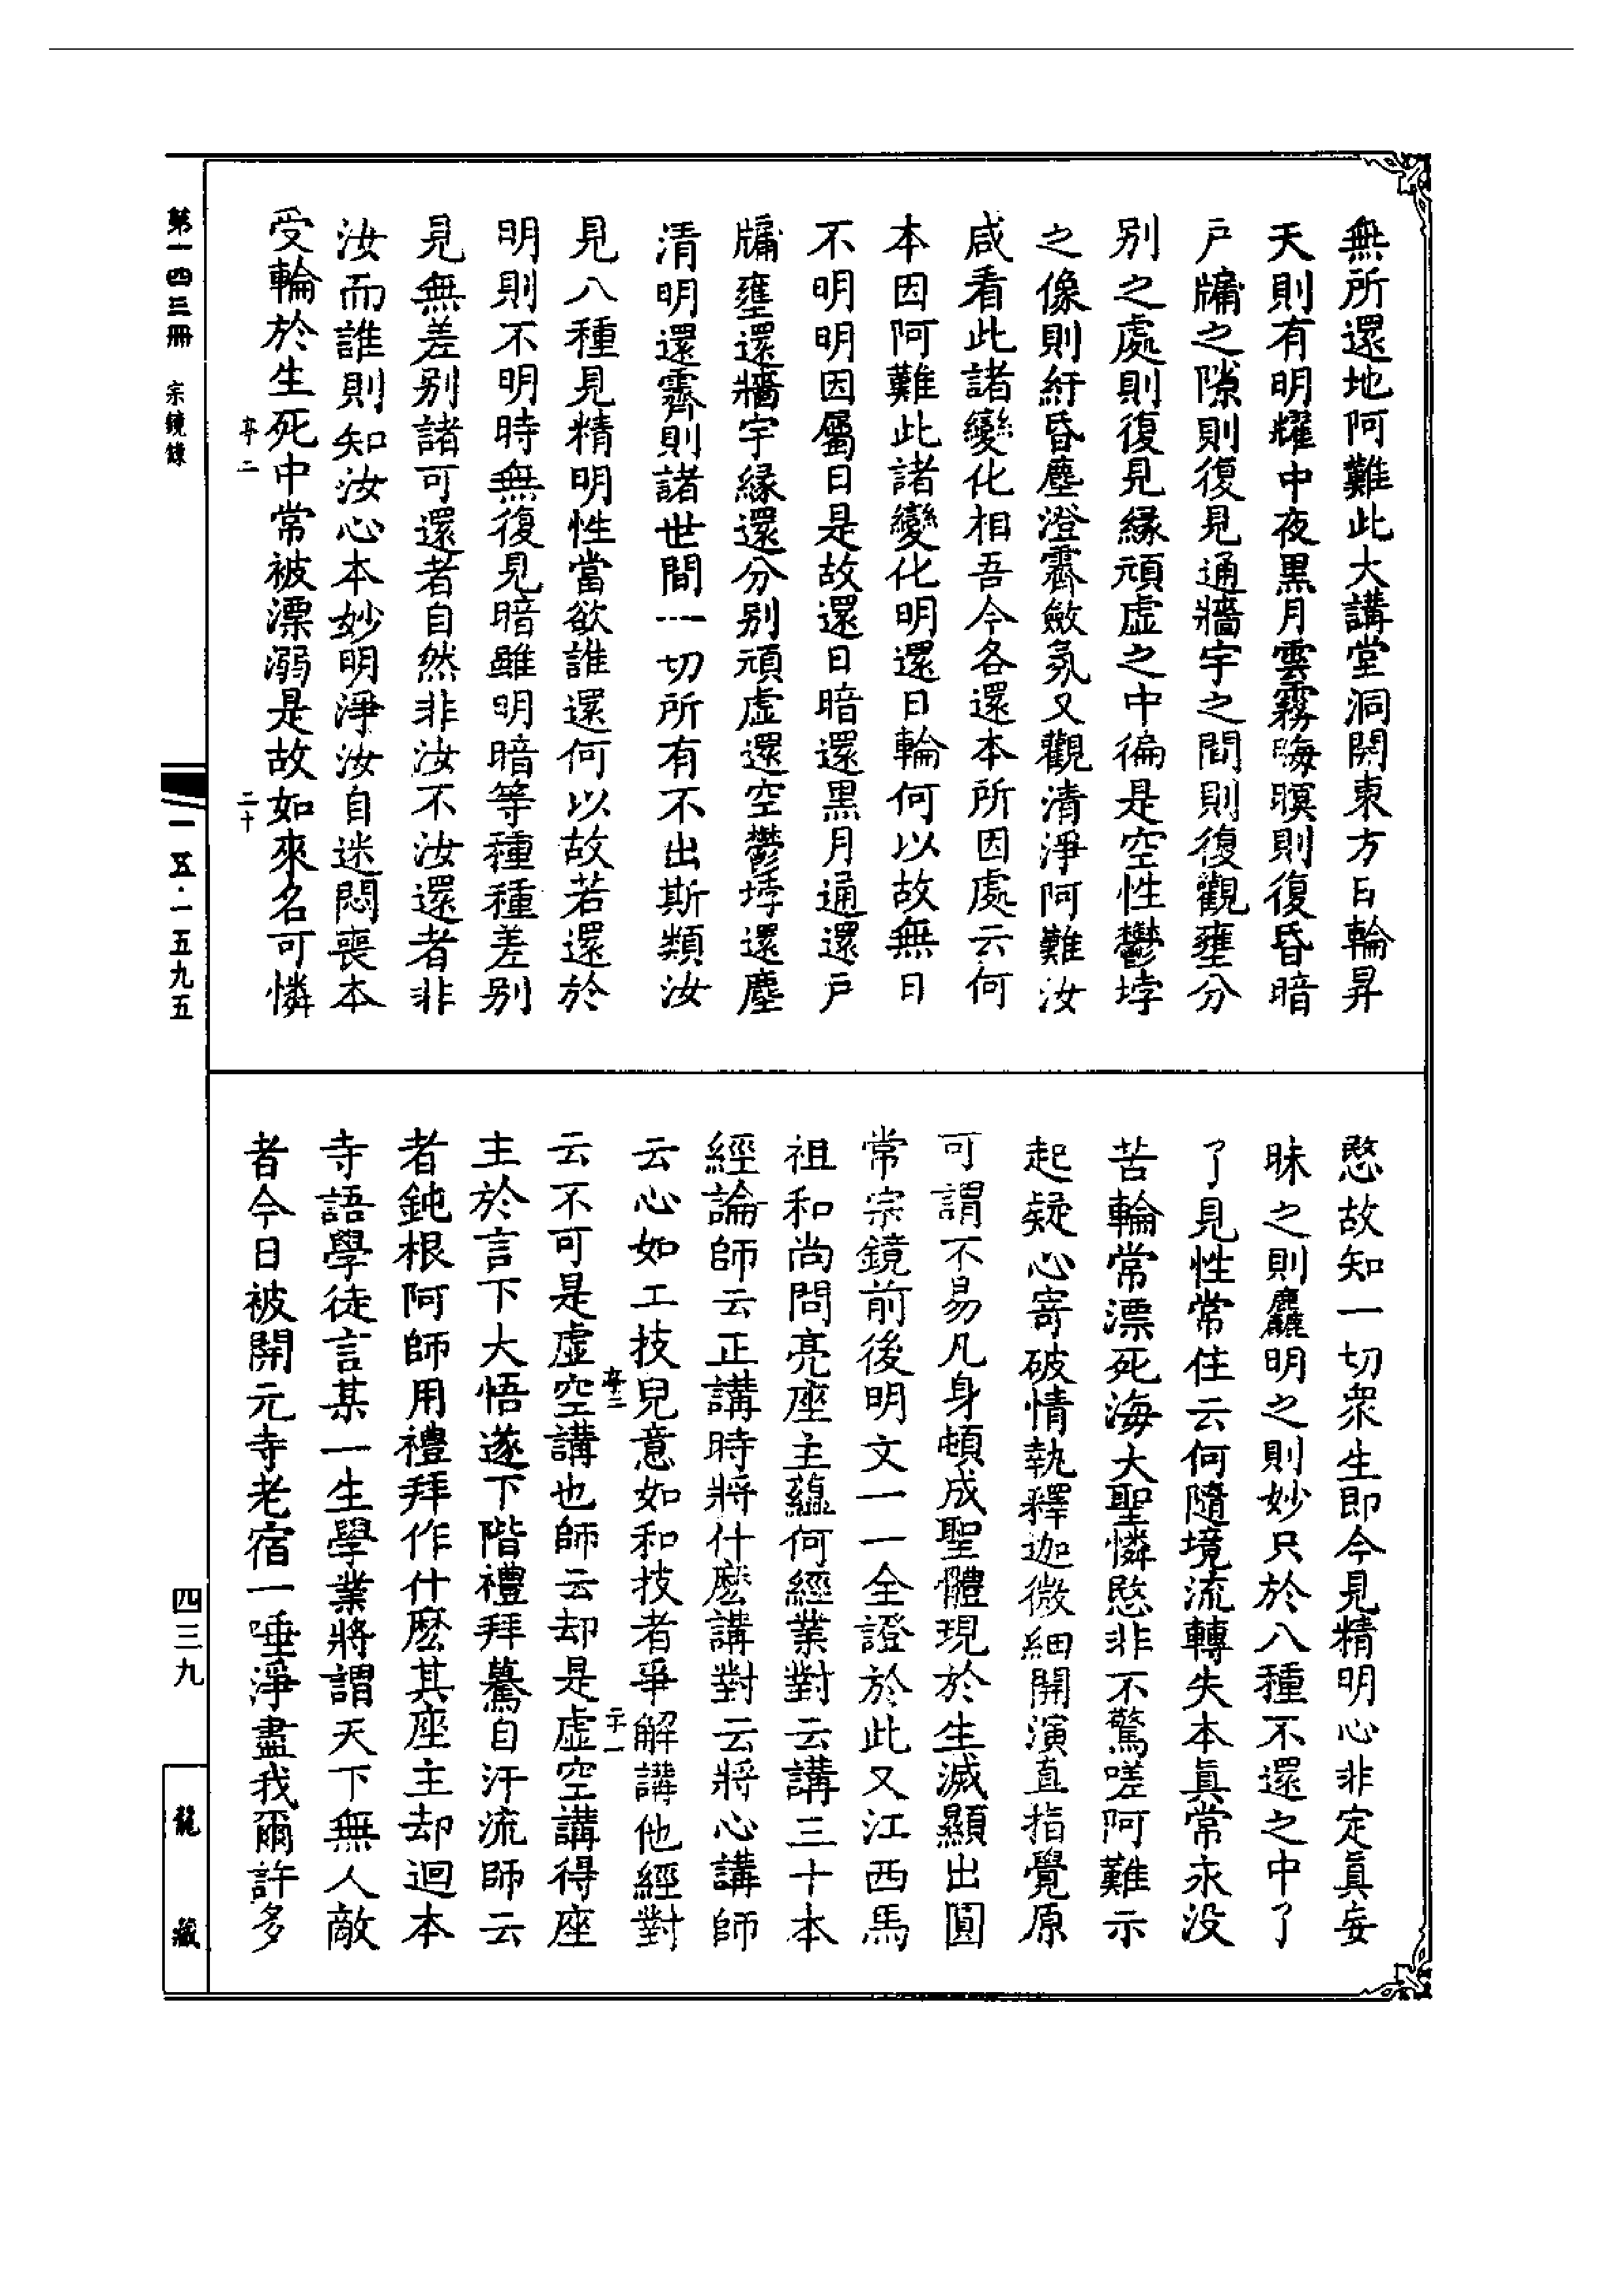 無所還地阿難此大講堂洞開東方日輪昇
天則有明耀中夜黑月雲霧晦暝則復昏暗
戶牖之隙則復見通牆宇之間則復觀壅分
別之處則復見緣頑虛之中徧是空性鬱㘄
之像則紆昏塵澄霽斂氛又觀清淨阿難汝
咸看此諸變化相吾今各還本所因處云何
本因阿難此諸變化明還日輪何以故無日
不明明因屬日是故還日暗還黑月通還戶
牖壅還牆宇緣還分別頑虛還空鬱㘄還塵
清明還霽則諸世間一切所有不出斯類汝
見八種見精明性當欲誰還何以故若還於
明則不明時無復見暗雖明暗等種種差別
見無差別諸可還者自然非汝不汝還者非
汝而誰則知汝心本妙明淨汝自迷悶喪本
受輪於生死中常被漂溺是故如來名可憐
亭二 二十
愍故知一切眾生即今見精明心非定真妄
昧之則麤明之則妙只於八種不還之中了
了見性常住云何隨境流轉失本真常永沒
苦輪常漂死海大聖憐愍非不驚嗟阿難示
起疑心寄破情執釋迦微細開演直指覺原
可謂不易凡身頓成聖體現於生滅顯出圓
常宗鏡前後明文一一全證於此又江西馬
祖和尚問亮座主蘊何經業對云講三十本
經論師云正講時將什麼講對云將心講師
云心如工技兒意如和技者爭解講他經對
亭二 二十一
云不可是虛空講也師云却是虛空講得座
主於言下大悟遂下階禮拜驀自汗流師云
者鈍根阿師用禮拜作什麼其座主却迴本
寺語學徒言某一生學業將謂天下無人敵
者今日被開元寺老宿一唾淨盡我爾許多
第一四三冊 宗鏡錄
一一五·一五九五
四三九
龍藏